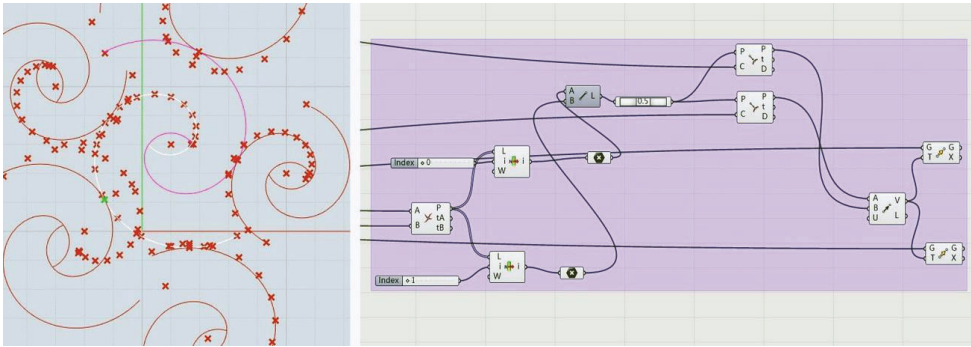 P P
t
C D
A
B L
0.5
P P
t
C D
L
i i
W
Index ⋄0
G G
T X
A P
tA
B tB
A V
B
U L
G G
T X
L
i i
W
Index ⋄1